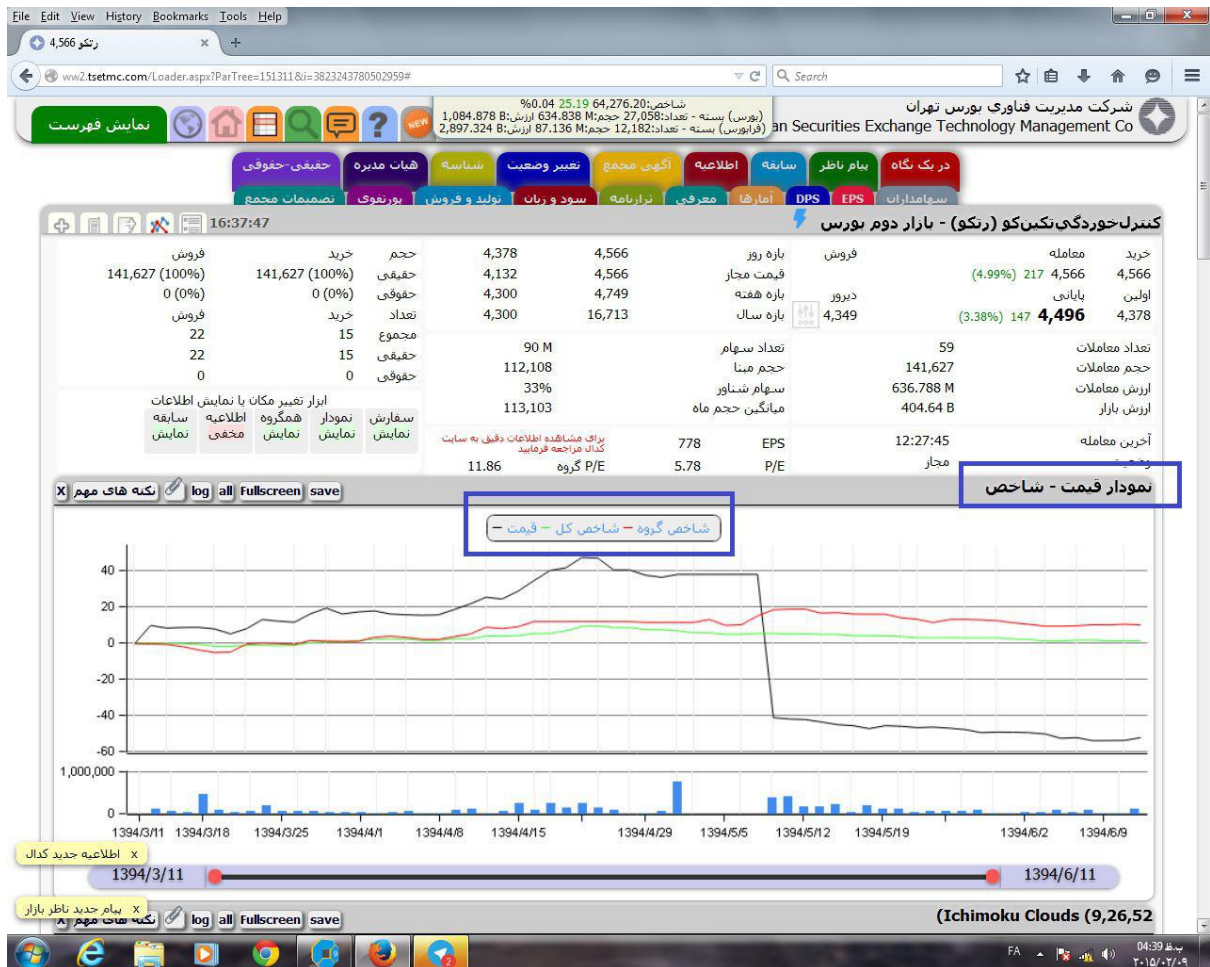 File Edit View History Bookmarks Tools Help
رتکو 4,566 × +
ww2.tsetmc.com/Loader.aspx?ParTree=151311&i=3823243780502959#
Search
شرکت مدیریت فناوری بورس تهران
an Securities Exchange Technology Management Co
شاخص:64,276.20 25.19 0.04%
(بورس) بسته - تعداد:27,058 حجم:634.838 M ارزش:1,084.878 B
(فرابورس) بسته - تعداد:12,182 حجم:87.136 M ارزش:2,897.324 B
NEW
نمایش فهرست
در یک نگاه پیام ناظر سابقه اطلاعیه آگهی مجمع تغییر وضعیت شناسه هیات مدیره حقیقی-حقوقی
سهامداران EPS DPS آمارها معرفی ترازنامه سود و زیان تولید و فروش پورتفوی تصمیمات مجمع
کنترل‌خوردگی‌تکین‌کو (رتکو) - بازار دوم بورس
16:37:47
خرید معامله فروش
4,566 4,566 217 (4.99%)
اولین پایانی دیروز
4,378 4,496 147 (3.38%) 4,349
تعداد معاملات 59
حجم معاملات 141,627
ارزش معاملات 636.788 M
ارزش بازار 404.64 B
آخرین معامله 12:27:45
وضعیت مجاز
بازه روز 4,566 4,378
قیمت مجاز 4,566 4,132
بازه هفته 4,749 4,300
بازه سال 16,713 4,300
تعداد سهام 90 M
حجم مبنا 112,108
سهام شناور 33%
میانگین حجم ماه 113,103
EPS 778
برای مشاهده اطلاعات دقیق به سایت
کدال مراجعه فرمایید
P/E 5.78 P/E گروه 11.86
حجم خرید فروش
حقیقی 141,627 (100%) 141,627 (100%)
حقوقی 0 (0%) 0 (0%)
تعداد خرید فروش
مجموع 15 22
حقیقی 15 22
حقوقی 0 0
ابزار تغییر مکان یا نمایش اطلاعات
سفارش نمودار همگروه اطلاعیه سابقه
نمایش نمایش نمایش مخفی نمایش
نمودار قیمت - شاخص
x نکته های مهم log all Fullscreen save
شاخص گروه شاخص کل قیمت
40
20
0
-20
-40
-60
1,000,000
0
1394/3/11 1394/3/18 1394/3/25 1394/4/1 1394/4/8 1394/4/15 1394/4/29 1394/5/5 1394/5/12 1394/5/19 1394/6/2 1394/6/9
x اطلاعیه جدید کدال
1394/3/11 1394/6/11
x پیام جدید ناظر بازار
x نکته های مهم log all Fullscreen save
(Ichimoku Clouds (9,26,52
2
FA
04:39 ب.ظ
۲۰۱۵/۰۲/۰۹